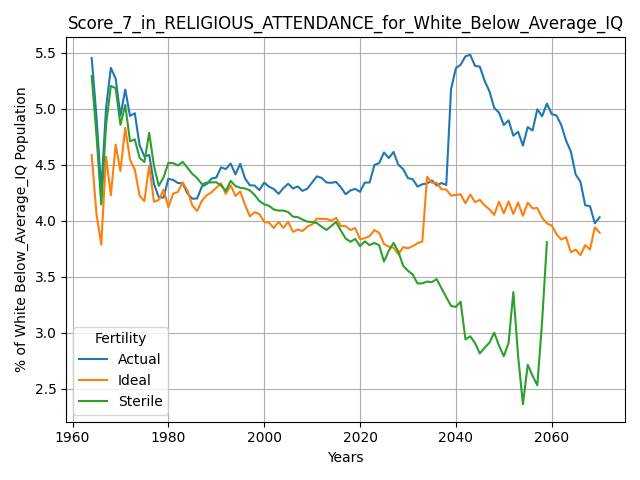 Score_7_in_RELIGIOUS_ATTENDANCE_for_White_Below_Average_IQ
% of White Below_Average_IQ Population
5.5
5.0
4.5
4.0
3.5
3.0
2.5
Fertility
Actual
Ideal
Sterile
1960 1980 2000 2020 2040 2060
Years